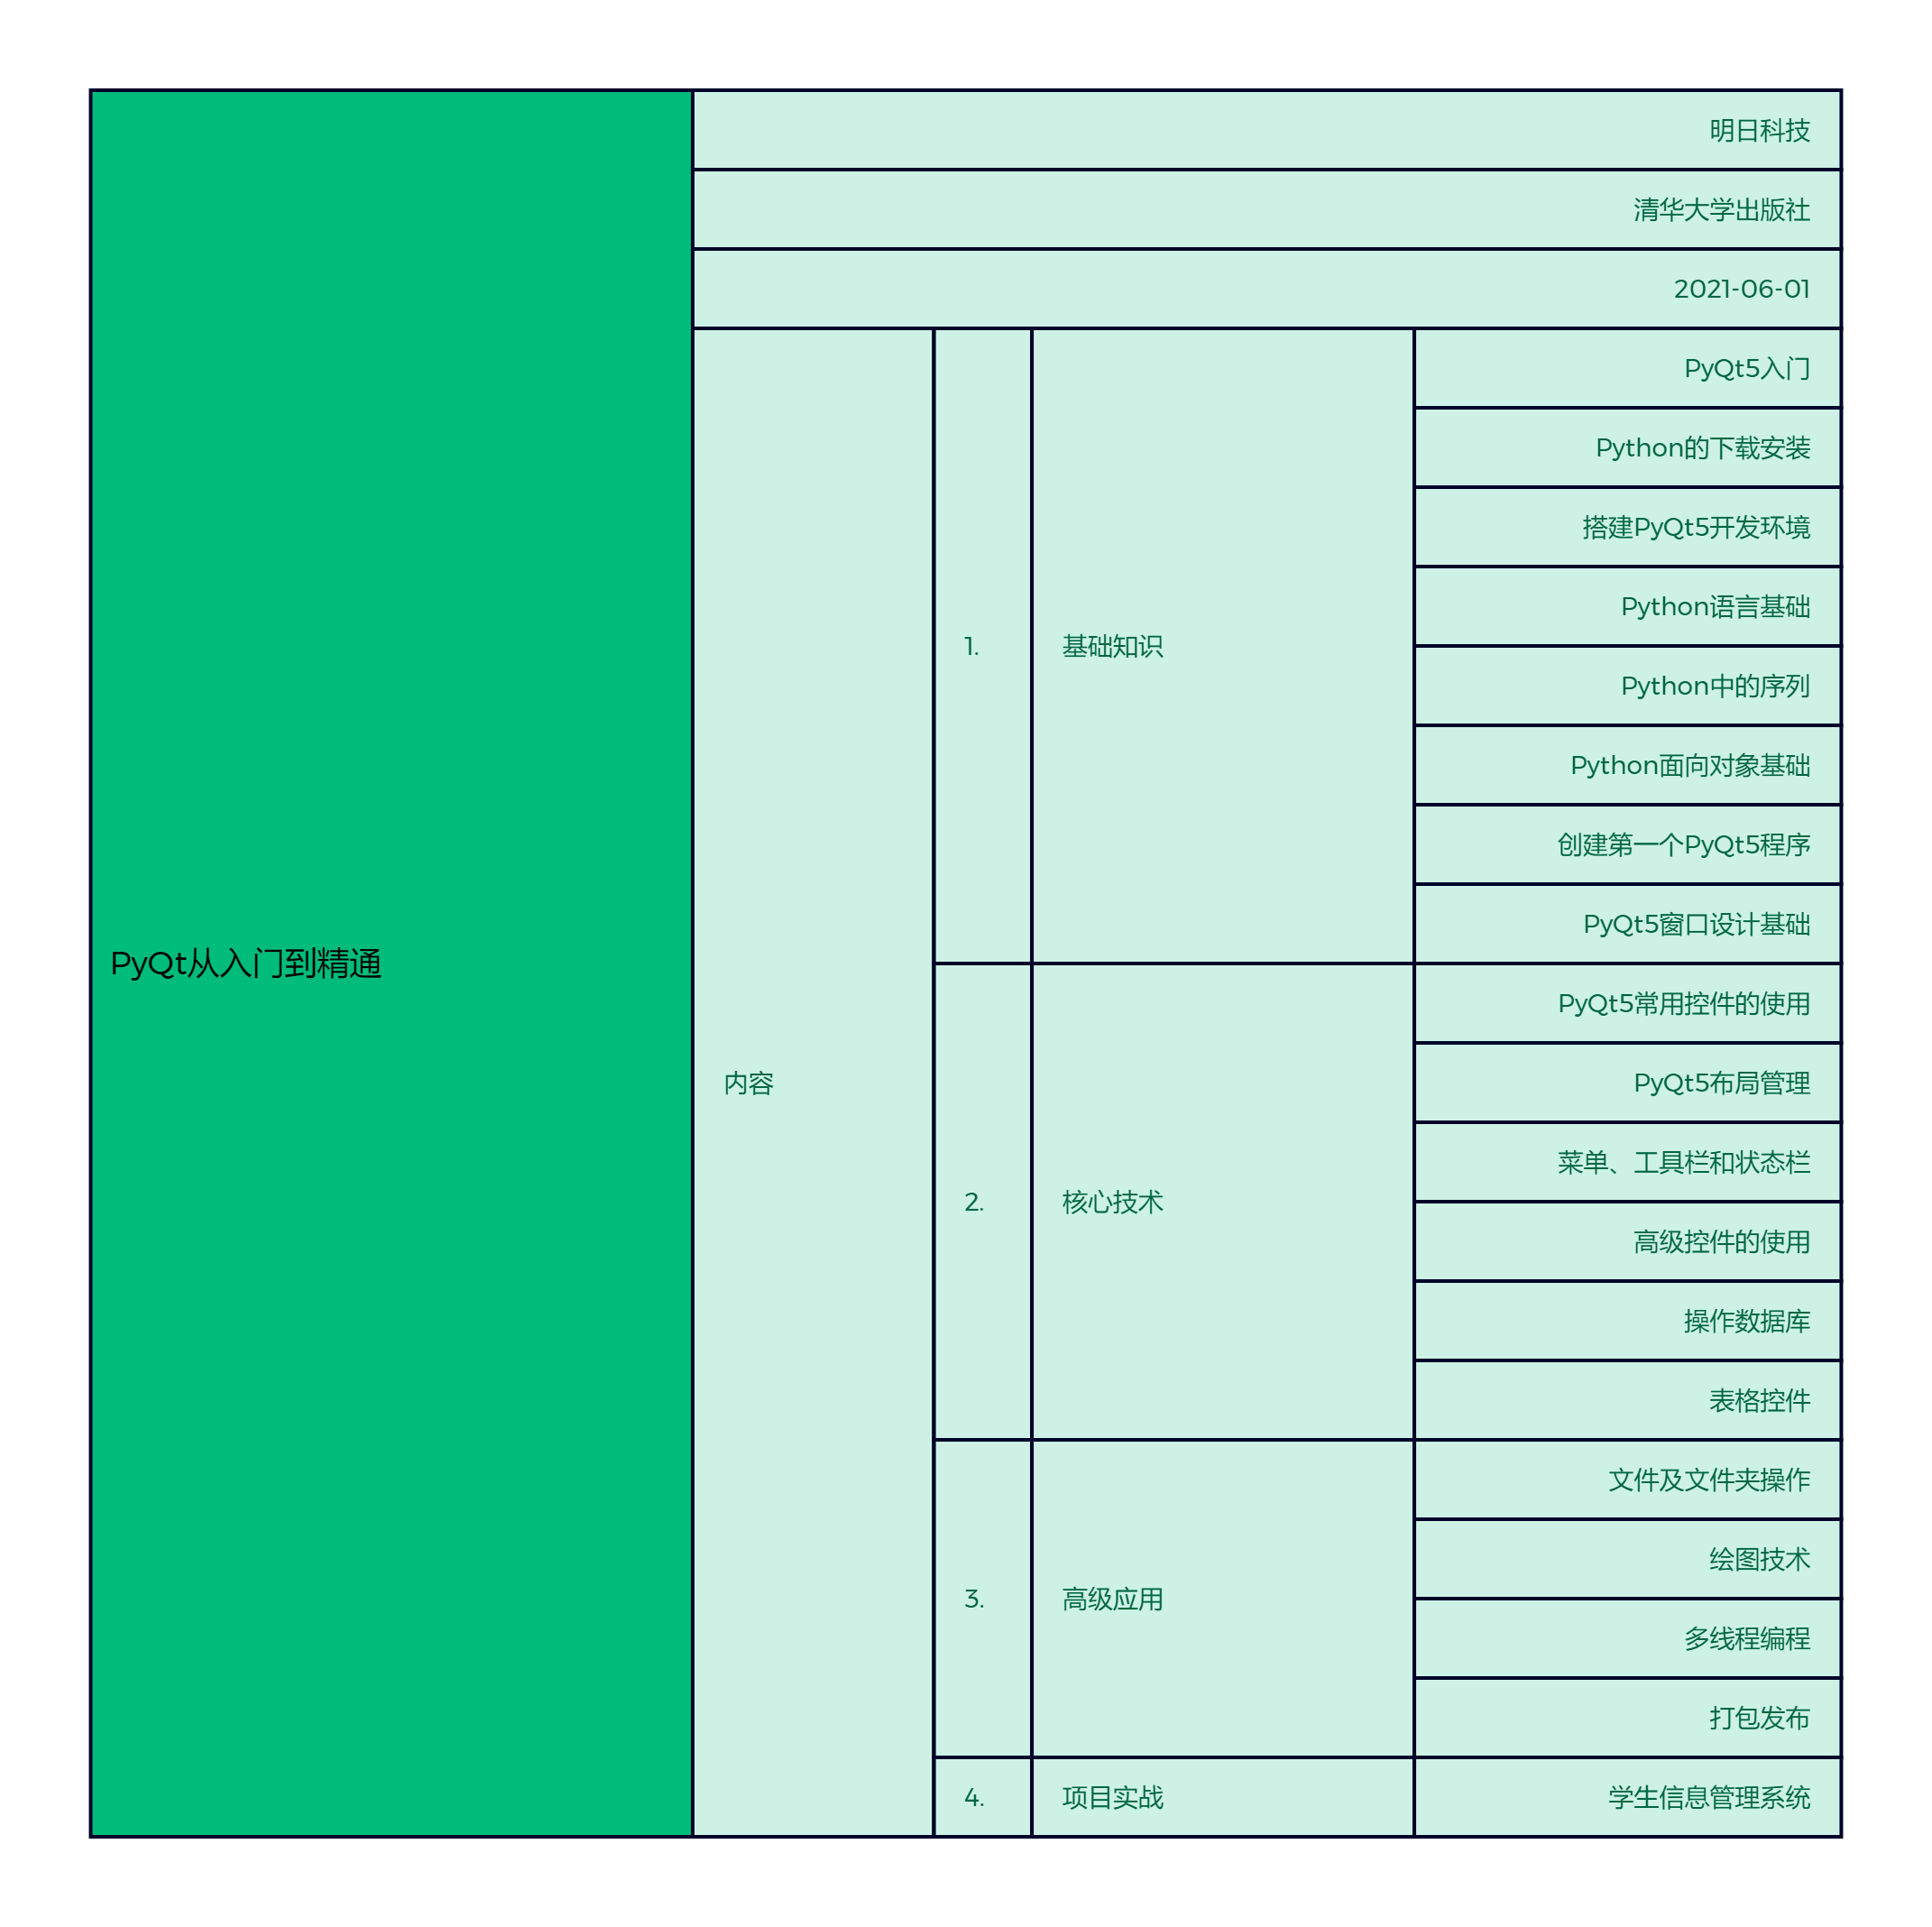 PyQt从入门到精通
明日科技
清华大学出版社
2021-06-01
内容
1.
基础知识
PyQt5入门
Python的下载安装
搭建PyQt5开发环境
Python语言基础
Python中的序列
Python面向对象基础
创建第一个PyQt5程序
PyQt5窗口设计基础
2.
核心技术
PyQt5常用控件的使用
PyQt5布局管理
菜单、工具栏和状态栏
高级控件的使用
操作数据库
表格控件
3.
高级应用
文件及文件夹操作
绘图技术
多线程编程
打包发布
4.
项目实战
学生信息管理系统